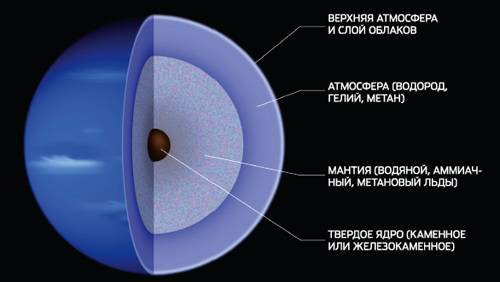 ВЕРХНЯЯ АТМОСФЕРА
И СЛОЙ ОБЛАКОВ
АТМОСФЕРА (ВОДОРОД,
ГЕЛИЙ, МЕТАН)
МАНТИЯ (ВОДЯНОЙ, АММИАЧ-
НЫЙ, МЕТАНОВЫЙ ЛЬДЫ)
ТВЕРДОЕ ЯДРО (КАМЕННОЕ
ИЛИ ЖЕЛЕЗОКАМЕННОЕ)